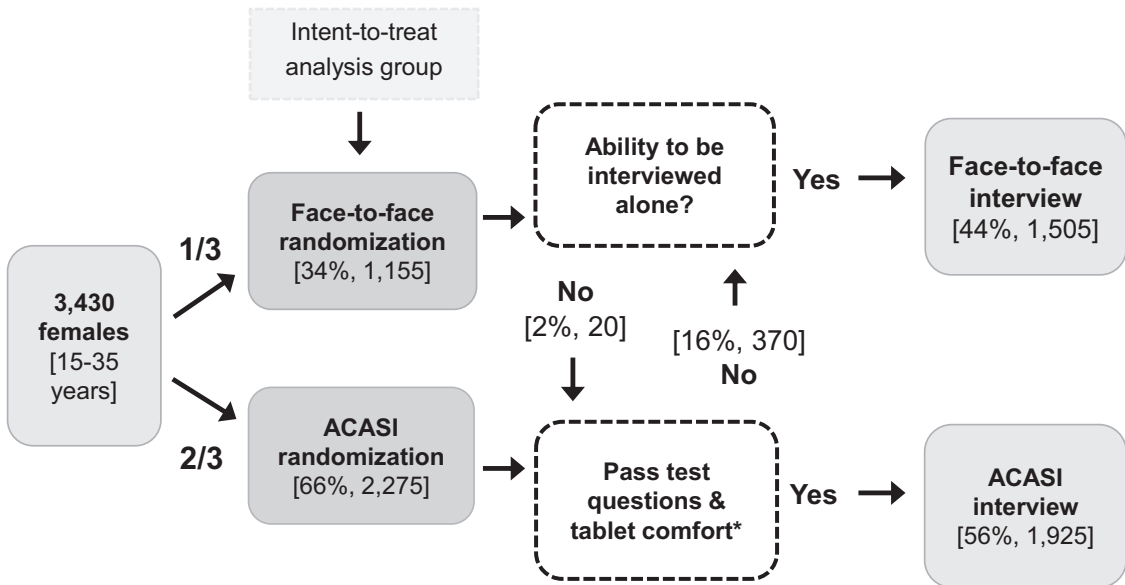 Intent-to-treat
analysis group
Face-to-face
randomization
[34%, 1,155]
1/3
3,430
females
[15-35
years]
2/3
ACASI
randomization
[66%, 2,275]
Ability to be
interviewed
alone?
Yes
Face-to-face
interview
[44%, 1,505]
No
[2%, 20]
[16%, 370]
No
Pass test
questions &
tablet comfort*
Yes
ACASI
interview
[56%, 1,925]